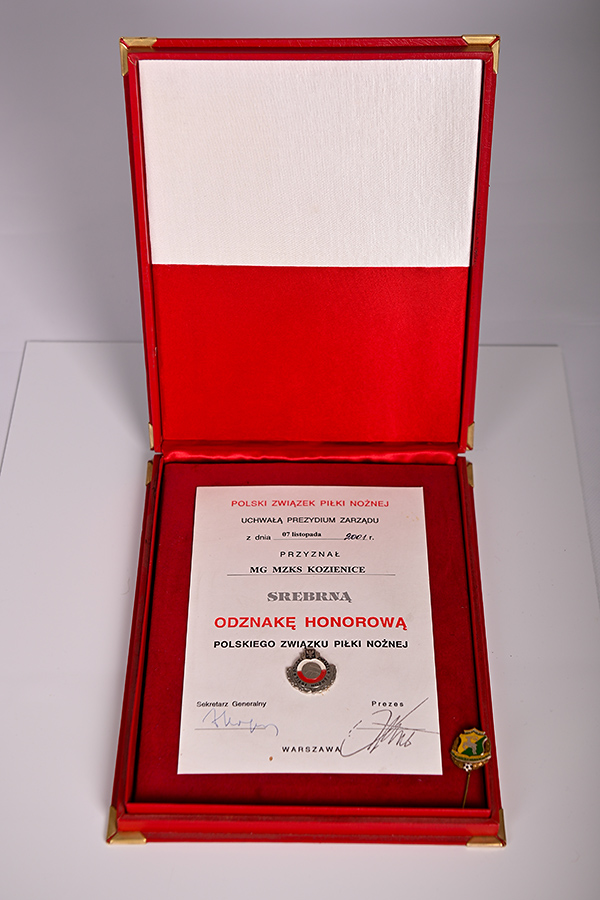 POLSKI ZWIĄZEK PIŁKI NOŻNEJ
UCHWAŁĄ PREZYDIUM ZARZĄDU
z dnia 07 listopada 2001 r.
PRZYZNAŁ
MG MZKS KOZIENICE
SREBRNĄ
ODZNAKĘ HONOROWĄ
POLSKIEGO ZWIĄZKU PIŁKI NOŻNEJ
Sekretarz Generalny Prezes
WARSZAWA